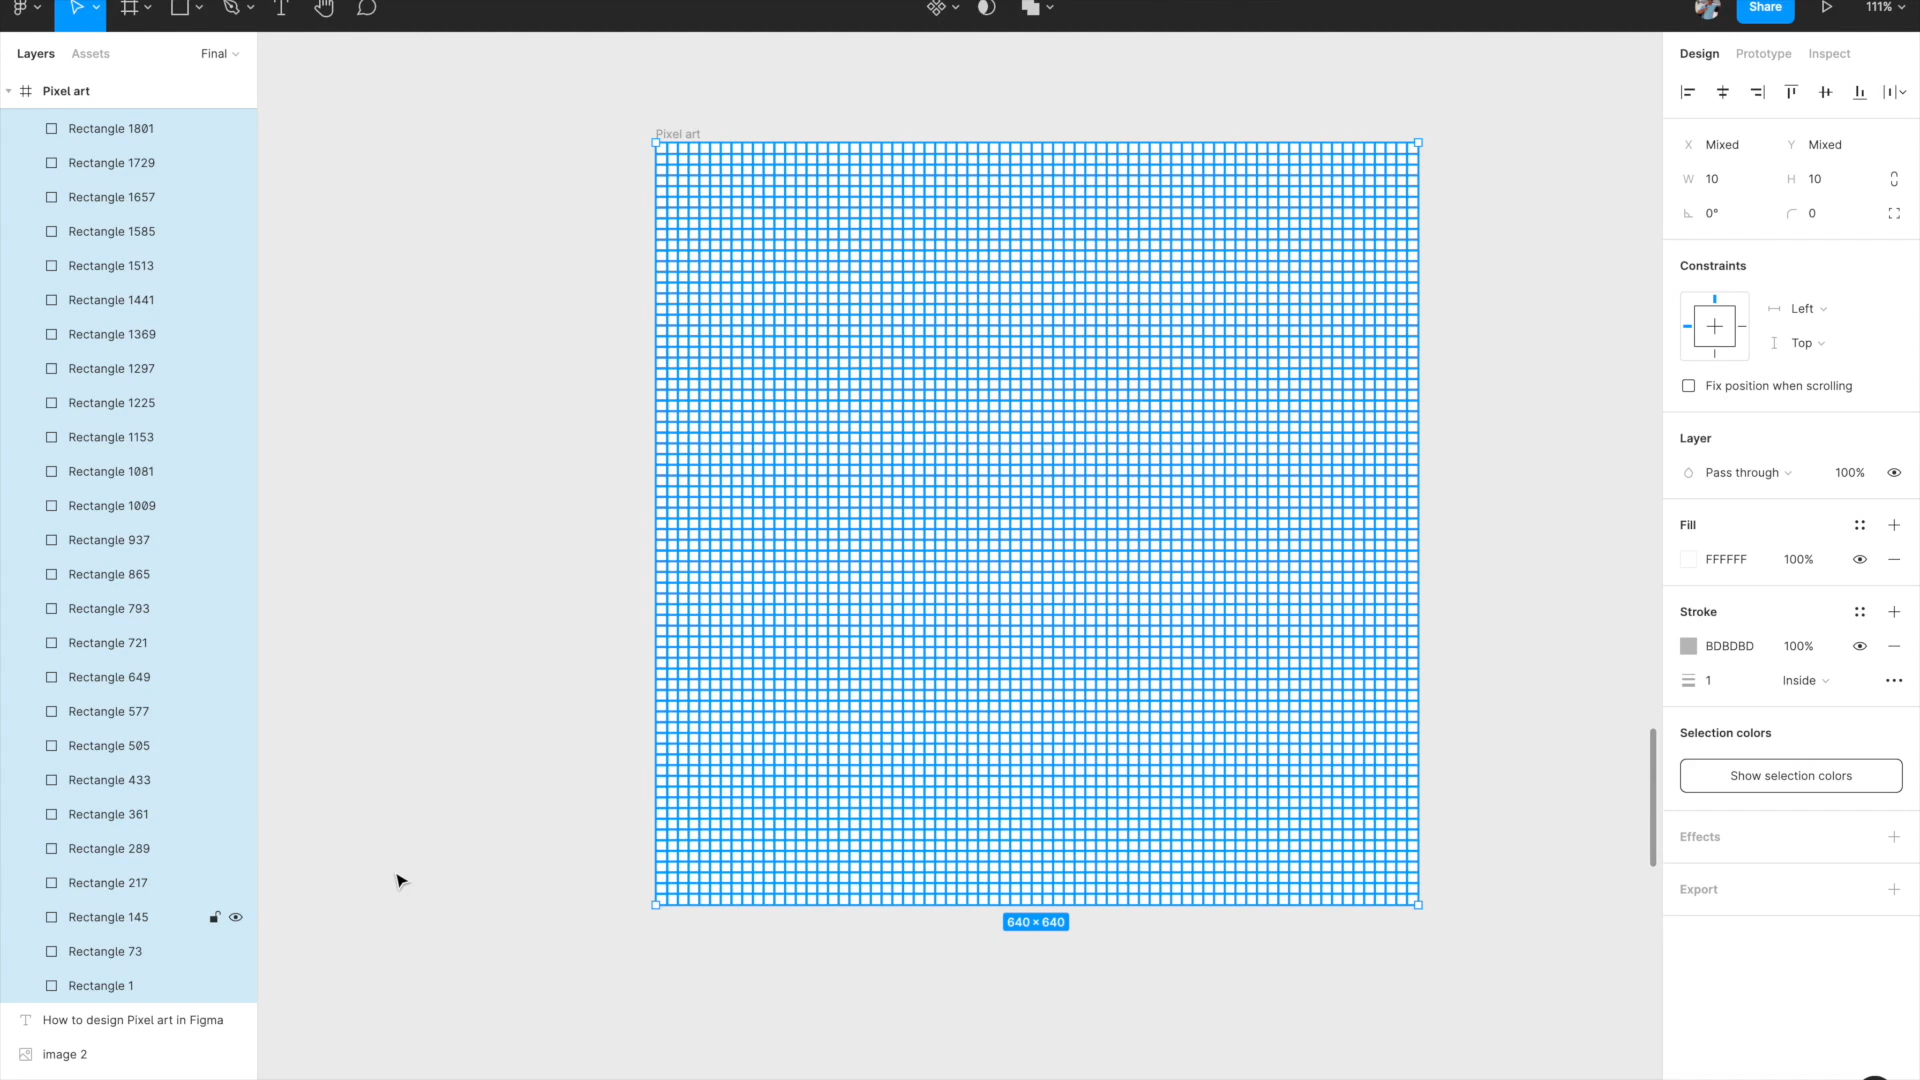 Share
111%
Layers
Assets
Final
Pixel art
Rectangle 1801
Rectangle 1729
Rectangle 1657
Rectangle 1585
Rectangle 1513
Rectangle 1441
Rectangle 1369
Rectangle 1297
Rectangle 1225
Rectangle 1153
Rectangle 1081
Rectangle 1009
Rectangle 937
Rectangle 865
Rectangle 793
Rectangle 721
Rectangle 649
Rectangle 577
Rectangle 505
Rectangle 433
Rectangle 361
Rectangle 289
Rectangle 217
Rectangle 145
Rectangle 73
Rectangle 1
How to design Pixel art in Figma
image 2
Pixel art
640 × 640
Design
Prototype
Inspect
X Mixed Y Mixed
W 10 H 10
0° 0
Constraints
Left
Top
Fix position when scrolling
Layer
Pass through 100%
Fill
FFFFFF 100%
Stroke
BDBDBD 100%
1 Inside
Selection colors
Show selection colors
Effects
Export